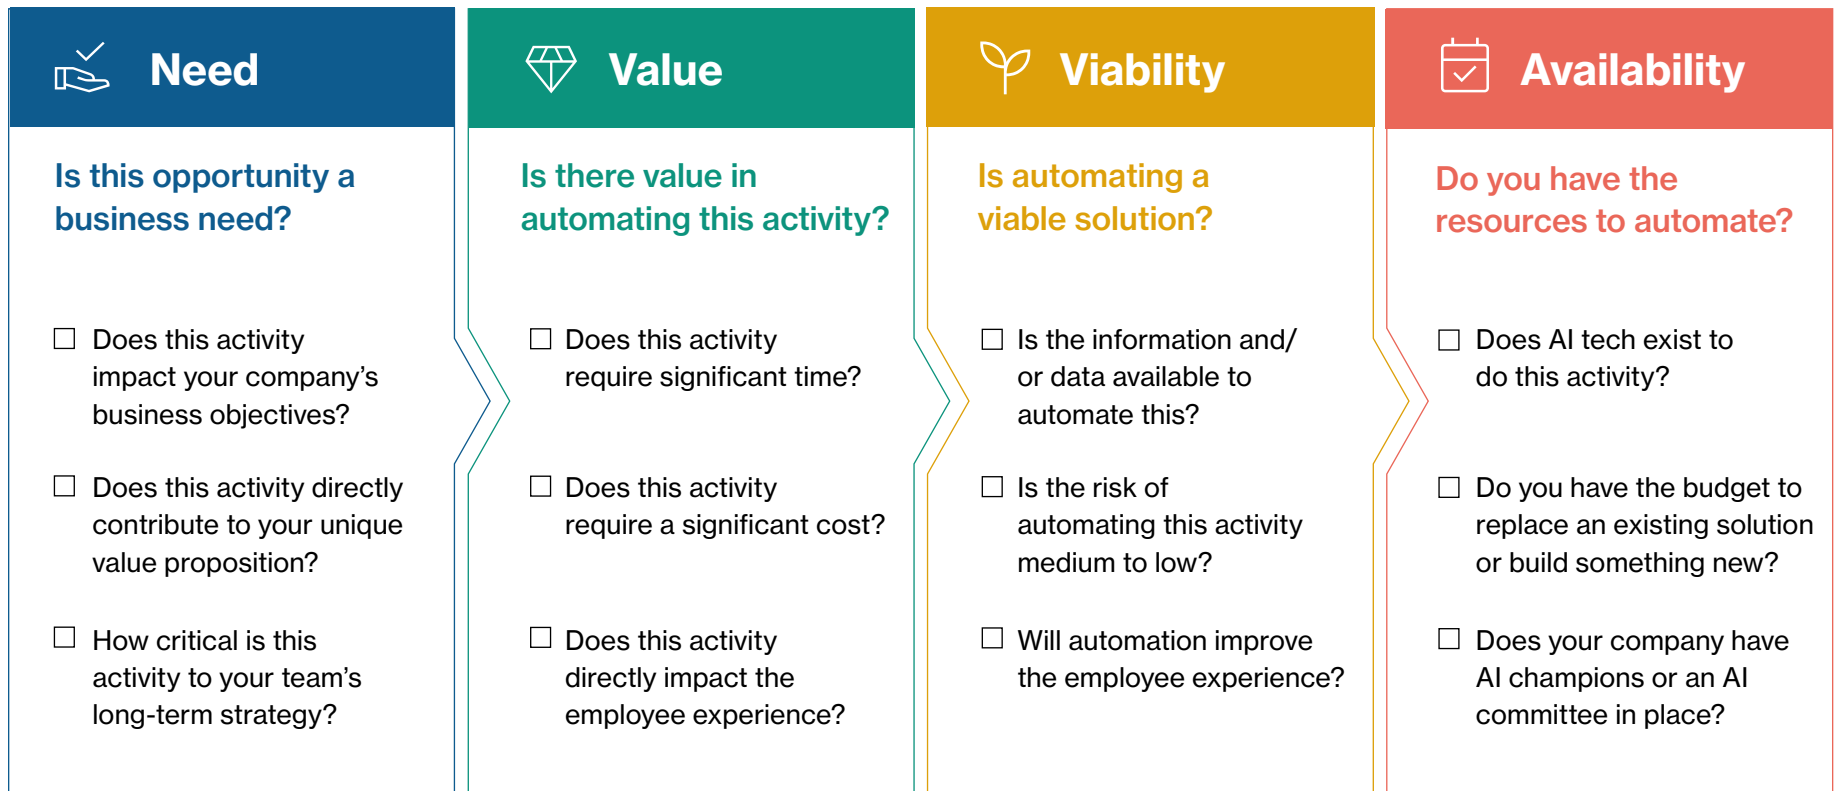 Need
Is this opportunity a
business need?
Does this activity
impact your company’s
business objectives?
Does this activity directly
contribute to your unique
value proposition?
How critical is this
activity to your team’s
long-term strategy?
Value
Is there value in
automating this activity?
Does this activity
require significant time?
Does this activity
require a significant cost?
Does this activity
directly impact the
employee experience?
Viability
Is automating a
viable solution?
Is the information and/
or data available to
automate this?
Is the risk of
automating this activity
medium to low?
Will automation improve
the employee experience?
Availability
Do you have the
resources to automate?
Does AI tech exist to
do this activity?
Do you have the budget to
replace an existing solution
or build something new?
Does your company have
AI champions or an AI
committee in place?